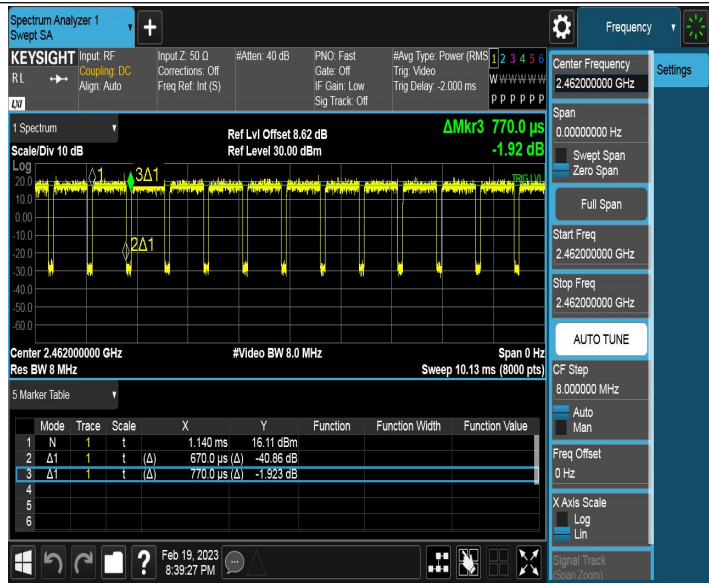 Spectrum Analyzer 1
Swept SA
+
Frequency
KEYSIGHT
RL
LXI
Input: RF
Coupling: DC
Align: Auto
Input Z: 50 Ω
Corrections: Off
Freq Ref: Int (S)
#Atten: 40 dB
PNO: Fast
Gate: Off
IF Gain: Low
Sig Track: Off
#Avg Type: Power (RMS
Trig: Video
Trig Delay: -2.000 ms
1 2 3 4 5 6
W W W W W W
P P P P P P
Center Frequency
2.462000000 GHz
Settings
Span
0.00000000 Hz
Swept Span
Zero Span
Full Span
Start Freq
2.462000000 GHz
Stop Freq
2.462000000 GHz
AUTO TUNE
CF Step
8.000000 MHz
Auto
Man
Freq Offset
0 Hz
X Axis Scale
Log
Lin
Signal Track
(Span Zoom)
1 Spectrum
Scale/Div 10 dB
Ref Lvl Offset 8.62 dB
Ref Level 30.00 dBm
ΔMkr3 770.0 µs
-1.92 dB
Log
20.0
10.0
0.00
-10.0
-20.0
-30.0
-40.0
-50.0
-60.0
1
3Δ1
2Δ1
TRIG LVL
Center 2.462000000 GHz
Res BW 8 MHz
#Video BW 8.0 MHz
Span 0 Hz
Sweep 10.13 ms (8000 pts)
5 Marker Table
Mode Trace Scale X Y Function Function Width Function Value
1 N 1 t 1.140 ms 16.11 dBm
2 Δ1 1 t (Δ) 670.0 µs (Δ) -40.86 dB
3 Δ1 1 t (Δ) 770.0 µs (Δ) -1.923 dB
4
5
6
?
Feb 19, 2023
8:39:27 PM